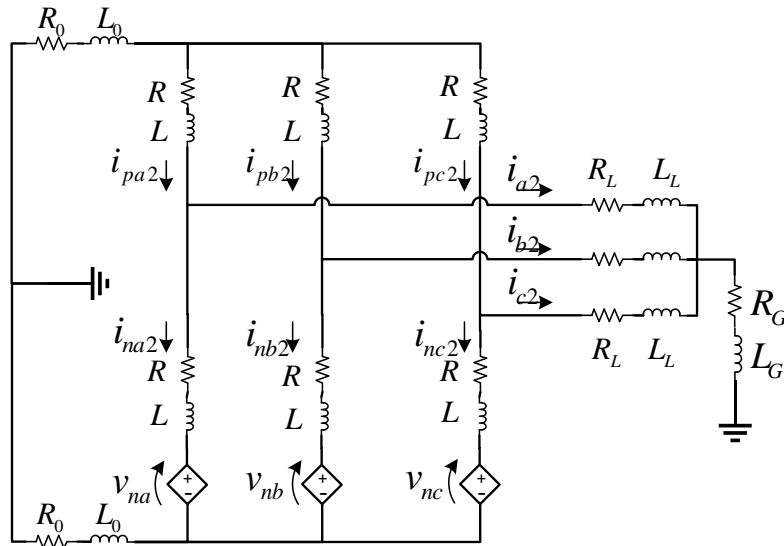 R0 L0
R R R
L L L
ipa2 ipb2 ipc2
ia2 RL LL
ib2
ic2
ina2 inb2 inc2
RL LL
RG
R R R
LG
L L L
vna + - vnb + - vnc + -
R0 L0